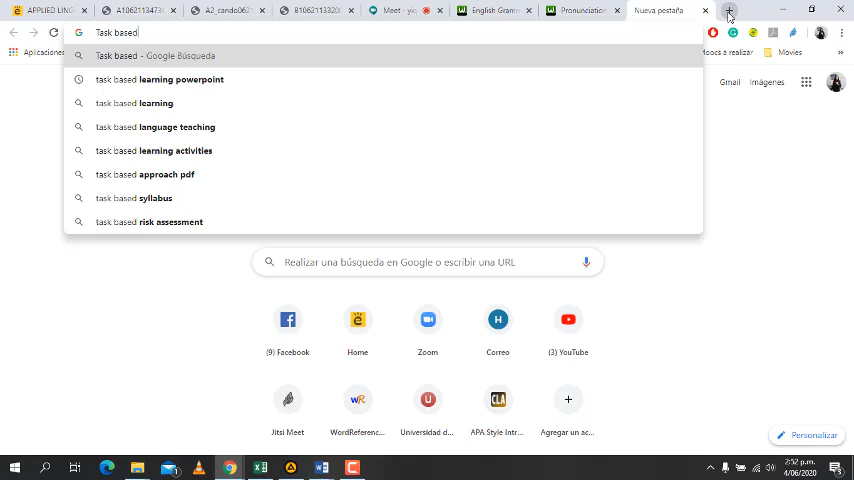 APPLIED LING
A1062113473
A2_cando062
B1062113320
Meet - yic
English Gramm
Pronunciation
Nueva pestaña
Task based
Aplicaciones
Moocs a realizar
Movies
Task based - Google Búsqueda
task based learning powerpoint
task based learning
task based language teaching
task based learning activities
task based approach pdf
task based syllabus
task based risk assessment
Gmail
Imágenes
Realizar una búsqueda en Google o escribir una URL
(9) Facebook
Home
Zoom
Correo
(3) YouTube
Jitsi Meet
WordReferenc...
Universidad d...
APA Style Intr...
Agregar un ac...
Personalizar
2:52 p.m.
4/06/2020